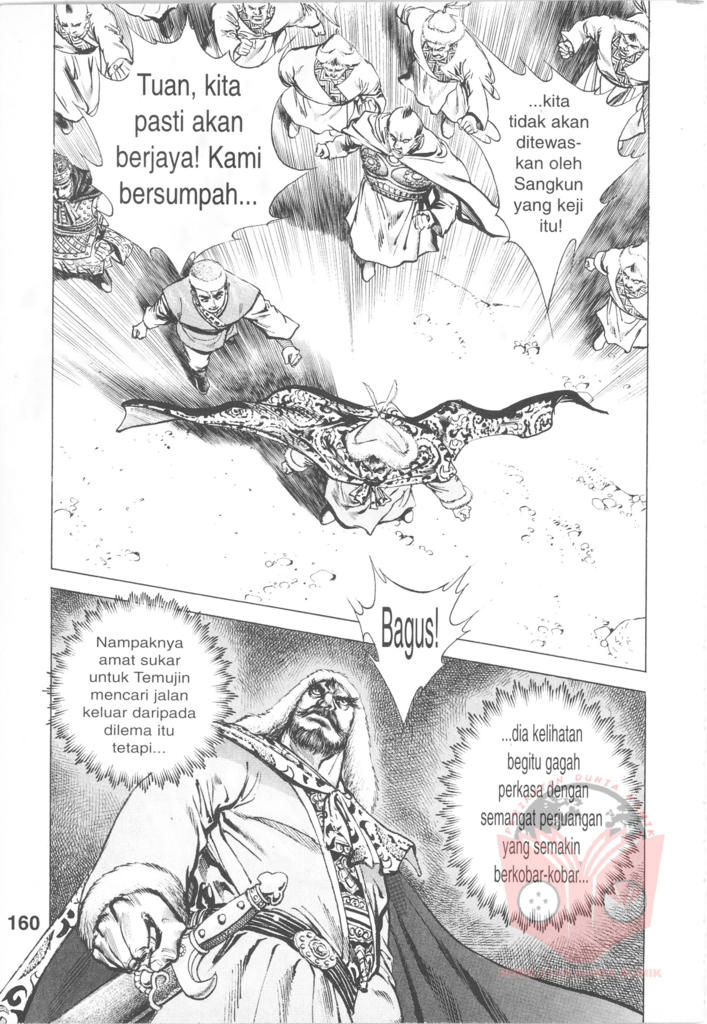 Tuan, kita
pasti akan
berjaya! Kami
bersumpah...
...kita
tidak akan
ditewas-
kan oleh
Sangkun
yang keji
itu!
Bagus!
Nampaknya
amat sukar
untuk Temujin
mencari jalan
keluar daripada
dilema itu
tetapi...
...dia kelihatan
begitu gagah
perkasa dengan
semangat perjuangan
yang semakin
berkobar-kobar...
160